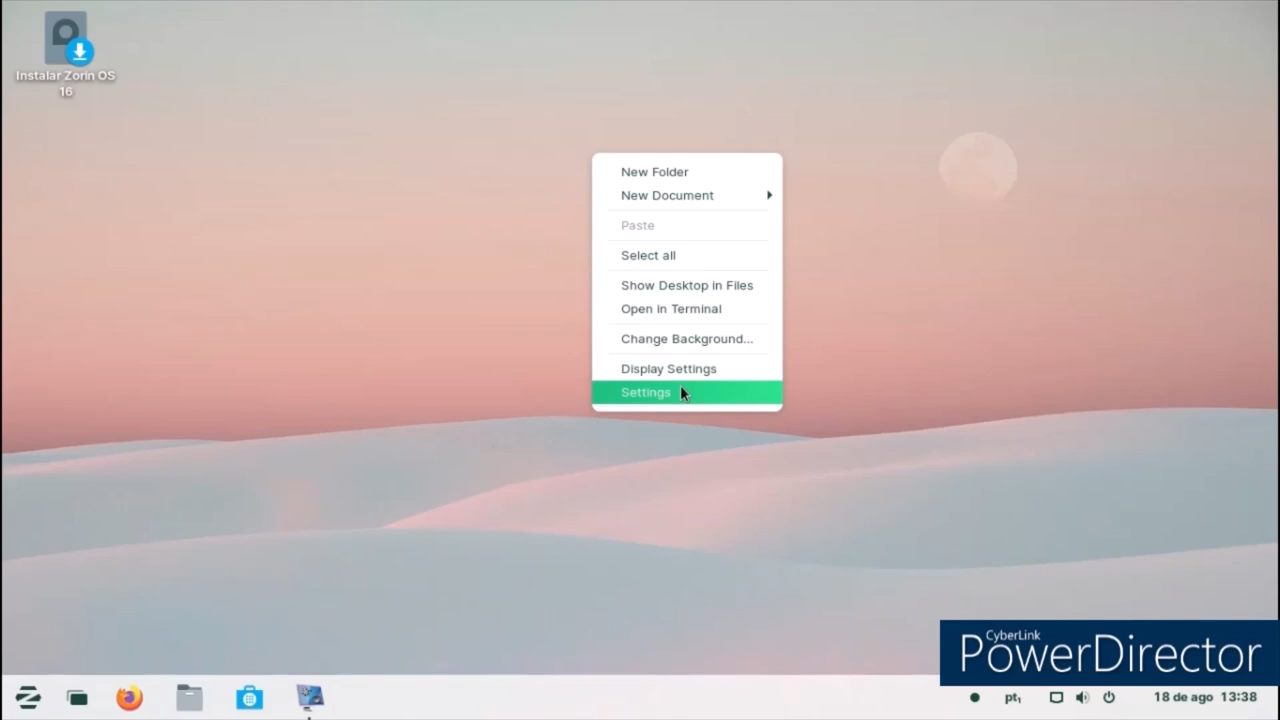 Instalar Zorin OS
16
New Folder
New Document
Paste
Select all
Show Desktop in Files
Open in Terminal
Change Background...
Display Settings
Settings
CyberLink
PowerDirector
pt₁
18 de ago 13:38